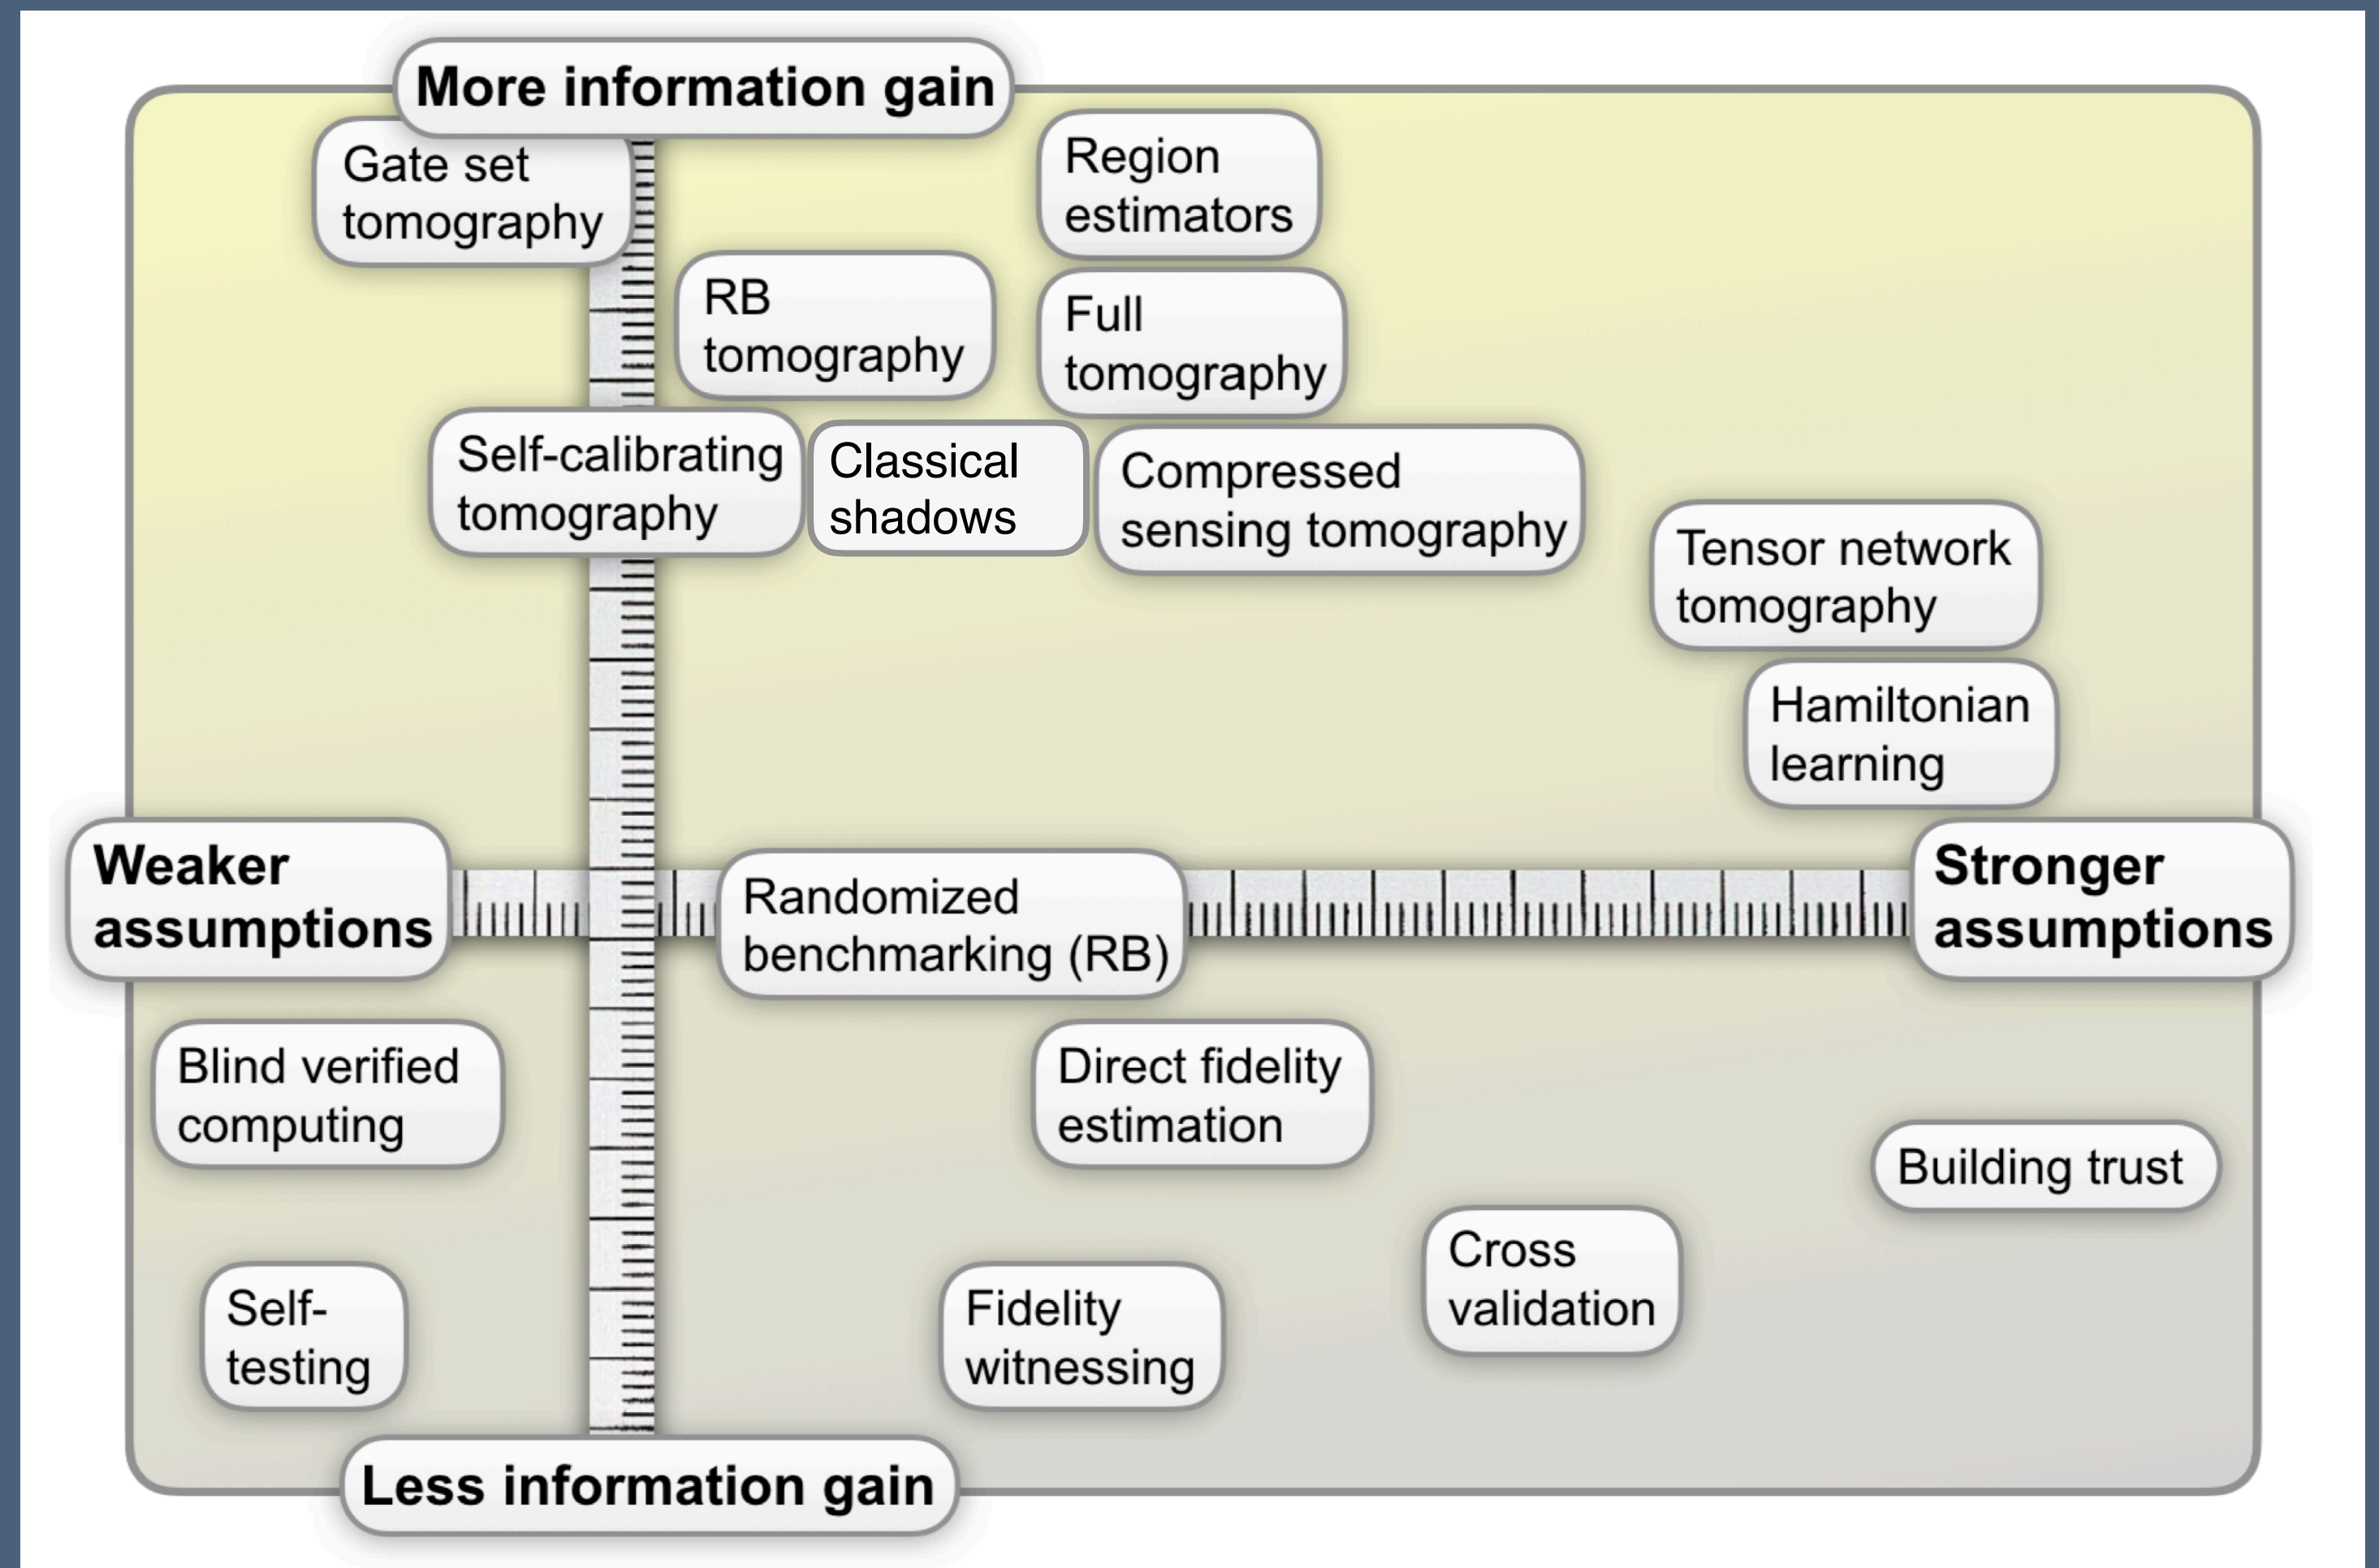 More information gain
Gate set
tomography
Region
estimators
RB
tomography
Full
tomography
Self-calibrating
tomography
Classical
shadows
Compressed
sensing tomography
Tensor network
tomography
Hamiltonian
learning
Weaker
assumptions
Randomized
benchmarking (RB)
Stronger
assumptions
Blind verified
computing
Direct fidelity
estimation
Building trust
Cross
validation
Self-
testing
Fidelity
witnessing
Less information gain